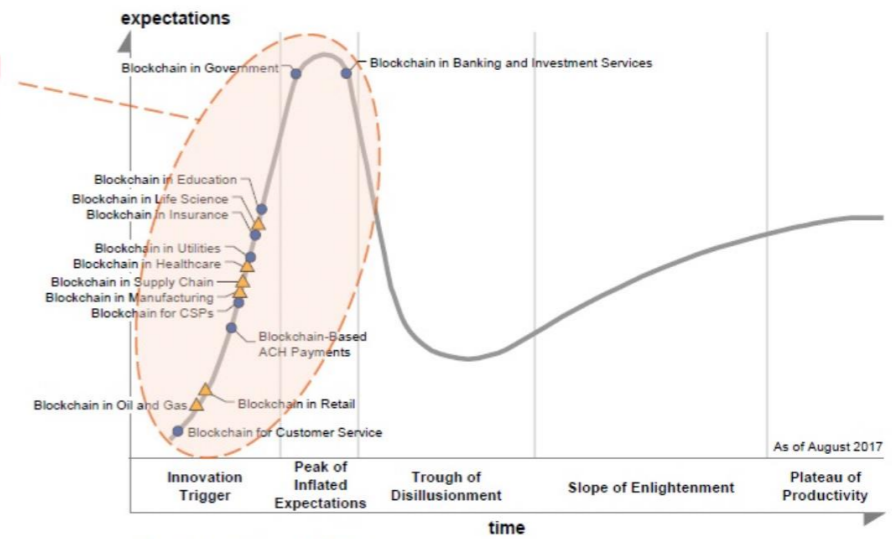 expectations
Blockchain in Government
Blockchain in Banking and Investment Services
Blockchain in Education
Blockchain in Life Science
Blockchain in Insurance
Blockchain in Utilities
Blockchain in Healthcare
Blockchain in Supply Chain
Blockchain in Manufacturing
Blockchain for CSPs
Blockchain-Based
ACH Payments
Blockchain in Retail
Blockchain in Oil and Gas
Blockchain for Customer Service
As of August 2017
Innovation
Trigger
Peak of
Inflated
Expectations
Trough of
Disillusionment
Slope of Enlightenment
Plateau of
Productivity
time